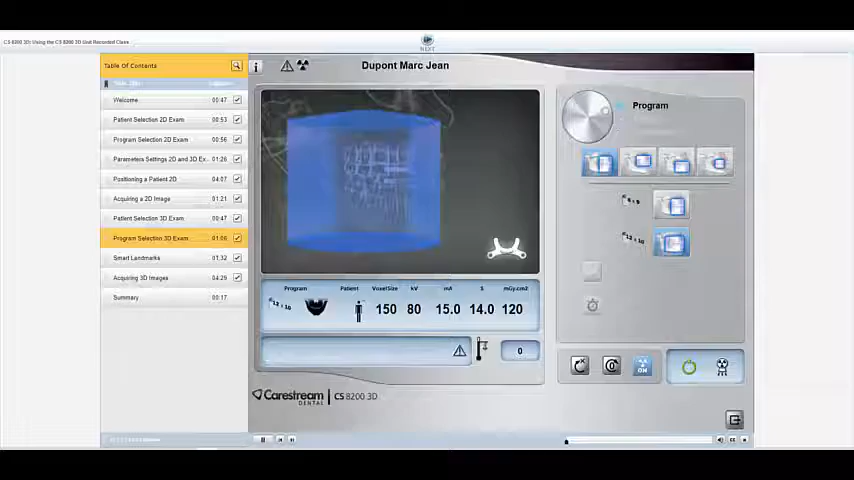 CS 8200 3D: Using the CS 8200 3D Unit Recorded Class
NEXT
Table Of Contents
Welcome 00:47
Patient Selection 2D Exam 00:53
Program Selection 2D Exam 00:56
Parameters Settings 2D and 3D Ex... 01:26
Positioning a Patient 2D 04:07
Acquiring a 2D Image 01:21
Patient Selection 3D Exam 00:47
Program Selection 3D Exam 01:06
Smart Landmarks 01:32
Acquiring 3D Images 04:29
Summary 00:17
Dupont Marc Jean
Program Patient VoxelSize kV mA S mGy.cm2
12 x 10 150 80 15.0 14.0 120
0
Carestream DENTAL | CS 8200 3D
Program
12 x 10
ON